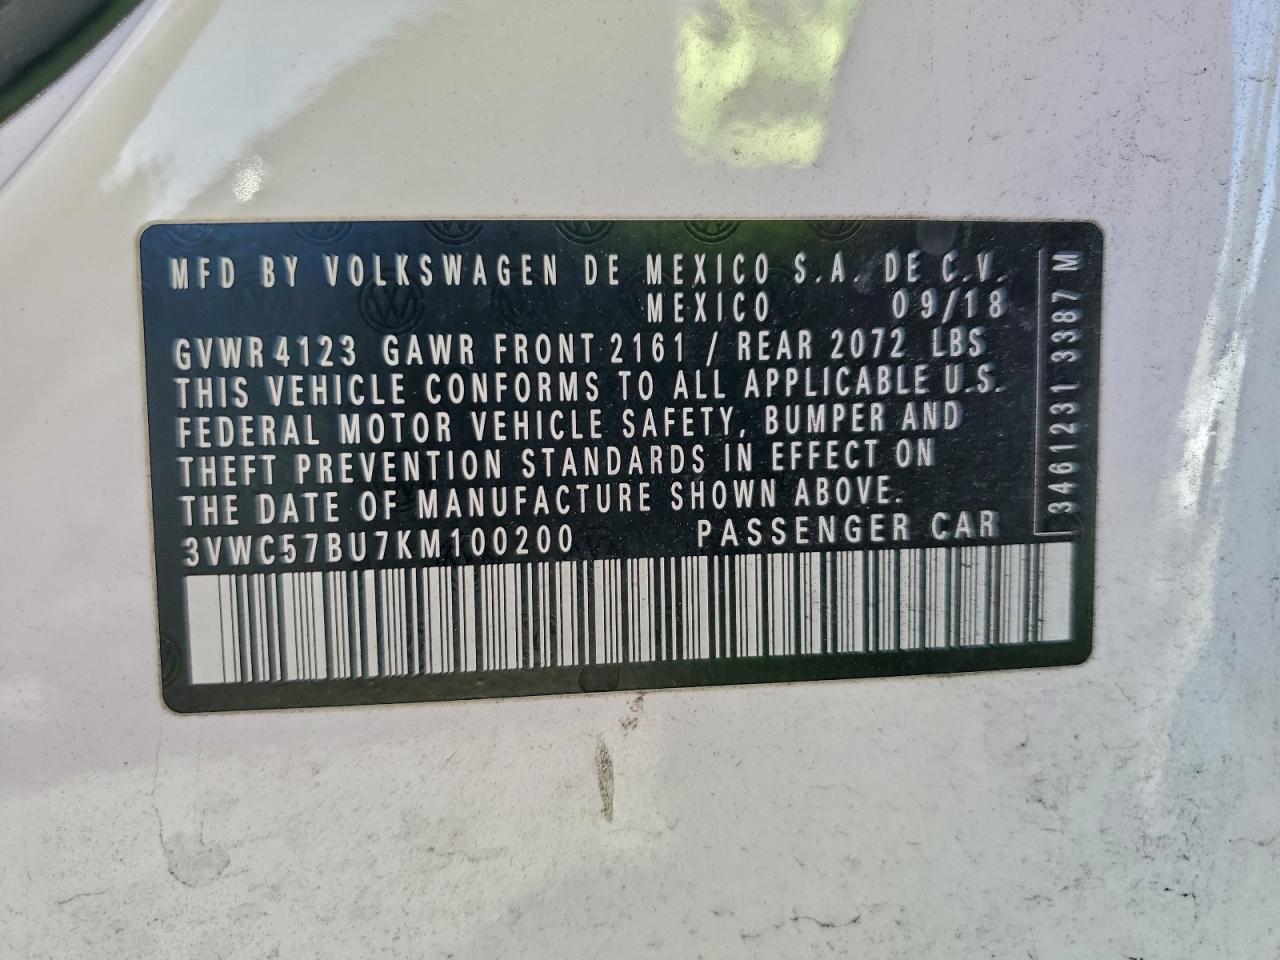 MFD BY VOLKSWAGEN DE MEXICO S.A. DE C.V.
MEXICO 09/18
GVWR 4123 GAWR FRONT 2161 / REAR 2072 LBS
THIS VEHICLE CONFORMS TO ALL APPLICABLE U.S.
FEDERAL MOTOR VEHICLE SAFETY, BUMPER AND
THEFT PREVENTION STANDARDS IN EFFECT ON
THE DATE OF MANUFACTURE SHOWN ABOVE.
3VWC57BU7KM100200 PASSENGER CAR
3461231 3387 M